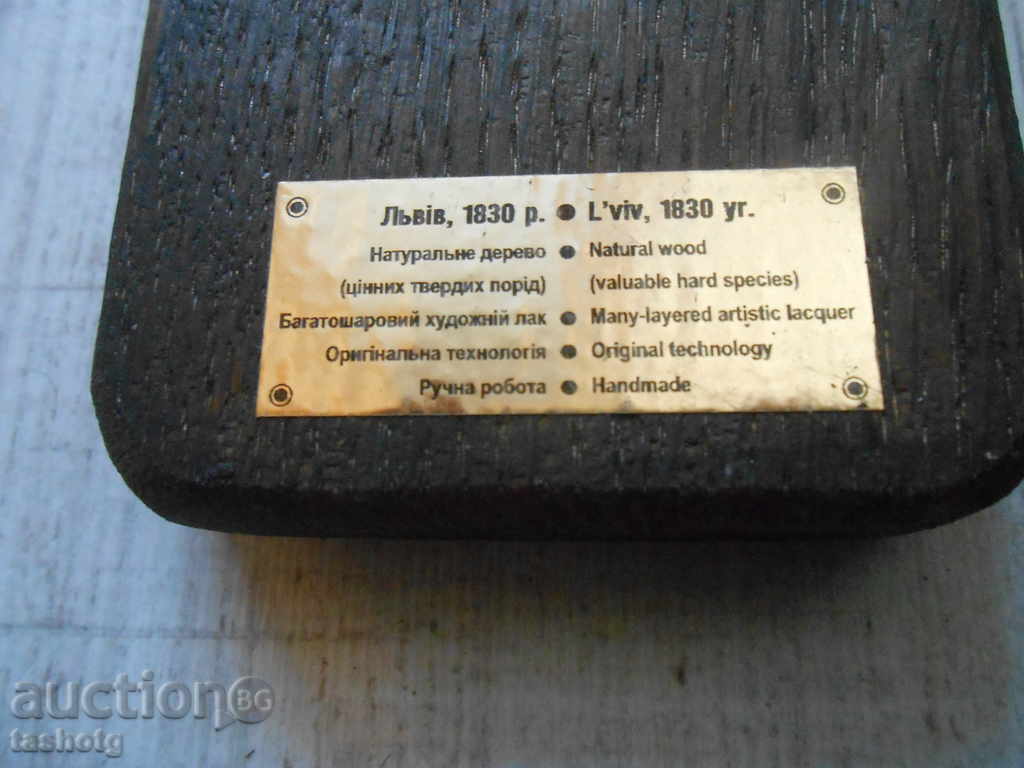 Львів, 1830 р. ● L'viv, 1830 yr.
Натуральне дерево ● Natural wood
(цінних твердих порід) (valuable hard species)
Багатошаровий художній лак ● Many-layered artistic lacquer
Оригінальна технологія ● Original technology
Ручна робота ● Handmade
auction BG
tashofg